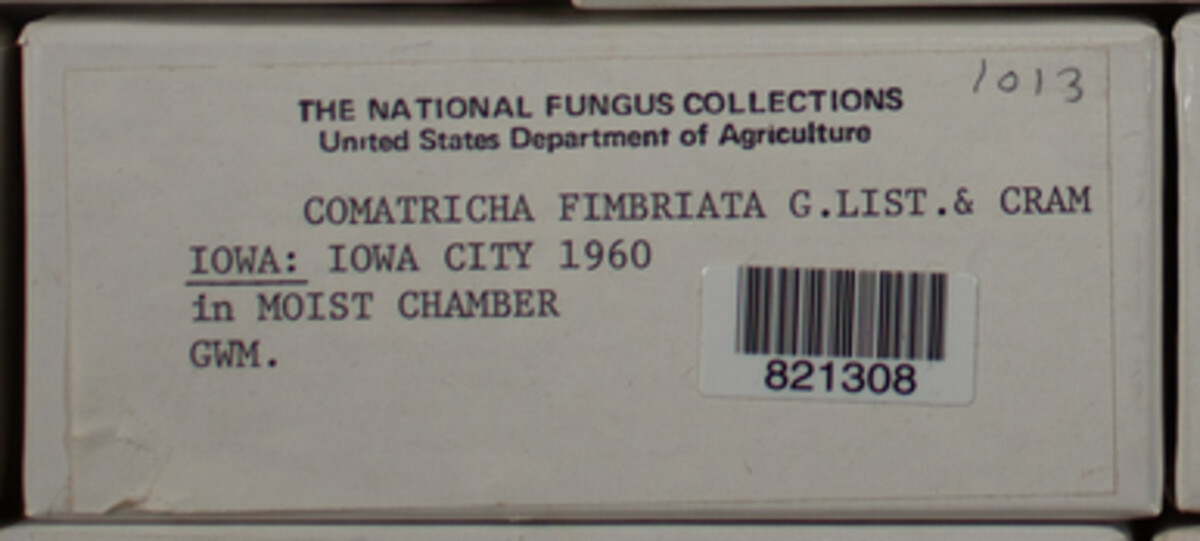 1013
THE NATIONAL FUNGUS COLLECTIONS
United States Department of Agriculture
COMATRICHA FIMBRIATA G.LIST.& CRAM
IOWA: IOWA CITY 1960
in MOIST CHAMBER
GWM.
821308